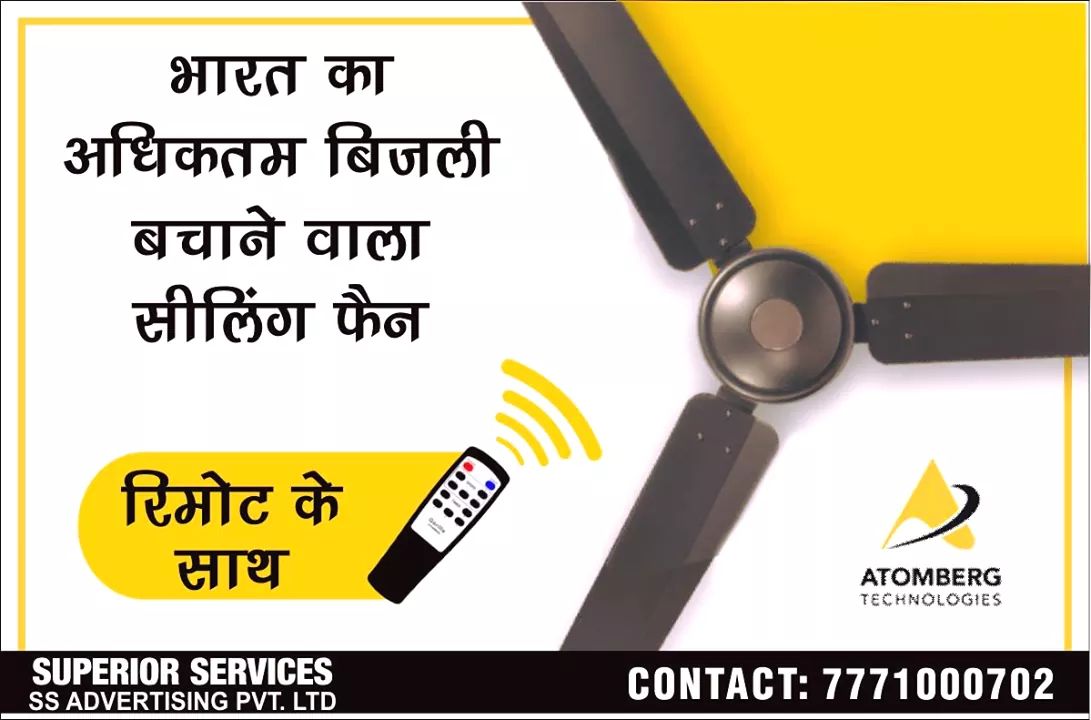 भारत का
अधिकतम बिजली
बचाने वाला
सीलिंग फैन
रिमोट के
साथ
ATOMBERG
TECHNOLOGIES
SUPERIOR SERVICES
SS ADVERTISING PVT. LTD
CONTACT: 7771000702